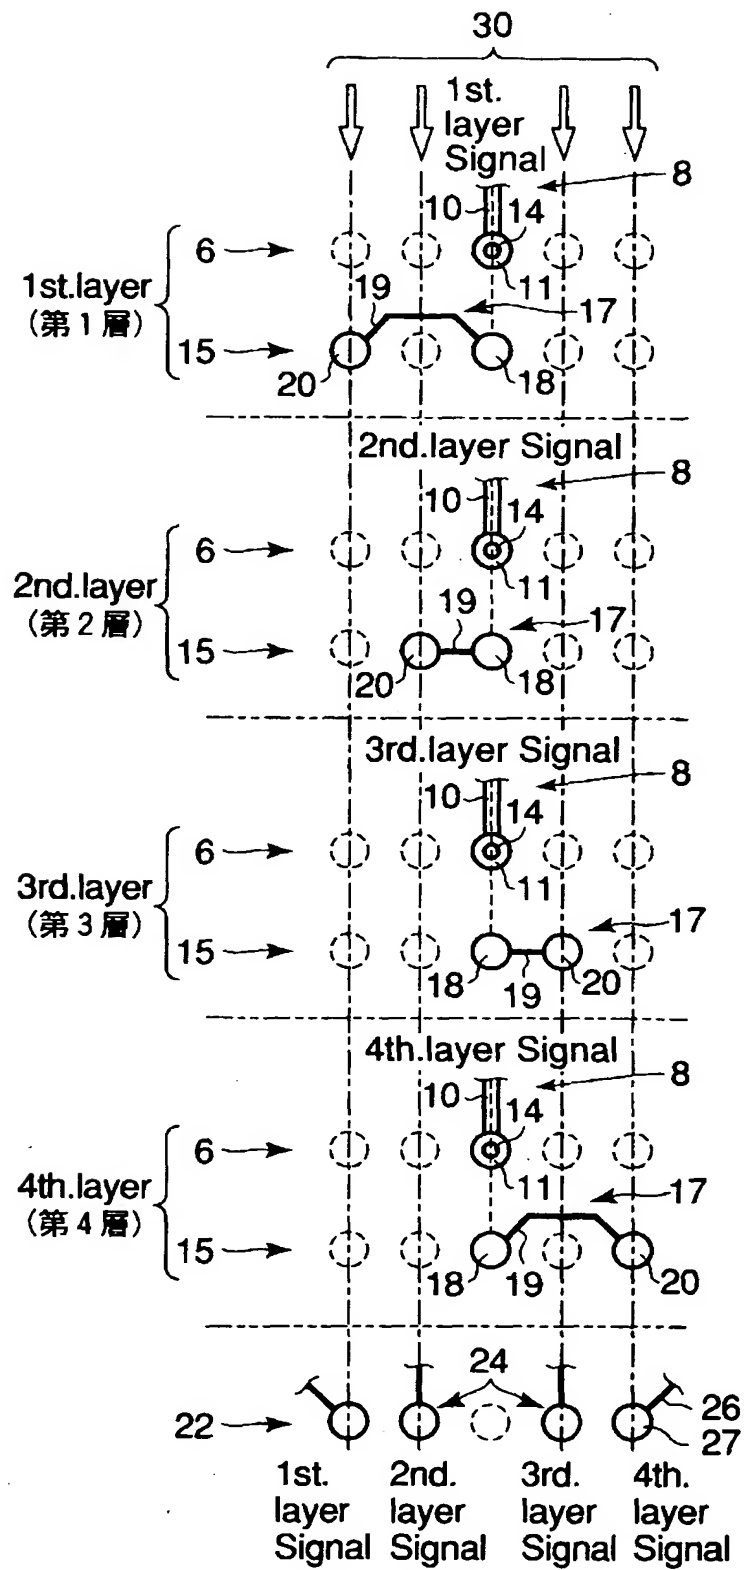 30
1st.
layer
Signal
8
10
14
6
11
1st.layer
(第1層)
19
17
15
20
18
2nd.layer Signal
10
8
14
6
11
2nd.layer
(第2層)
19
17
15
20
18
3rd.layer Signal
10
8
14
6
11
3rd.layer
(第3層)
17
15
18
19
20
4th.layer Signal
10
8
14
6
11
4th.layer
(第4層)
17
15
18
19
20
24
22
26
27
1st.
layer
Signal
2nd.
layer
Signal
3rd.
layer
Signal
4th.
layer
Signal